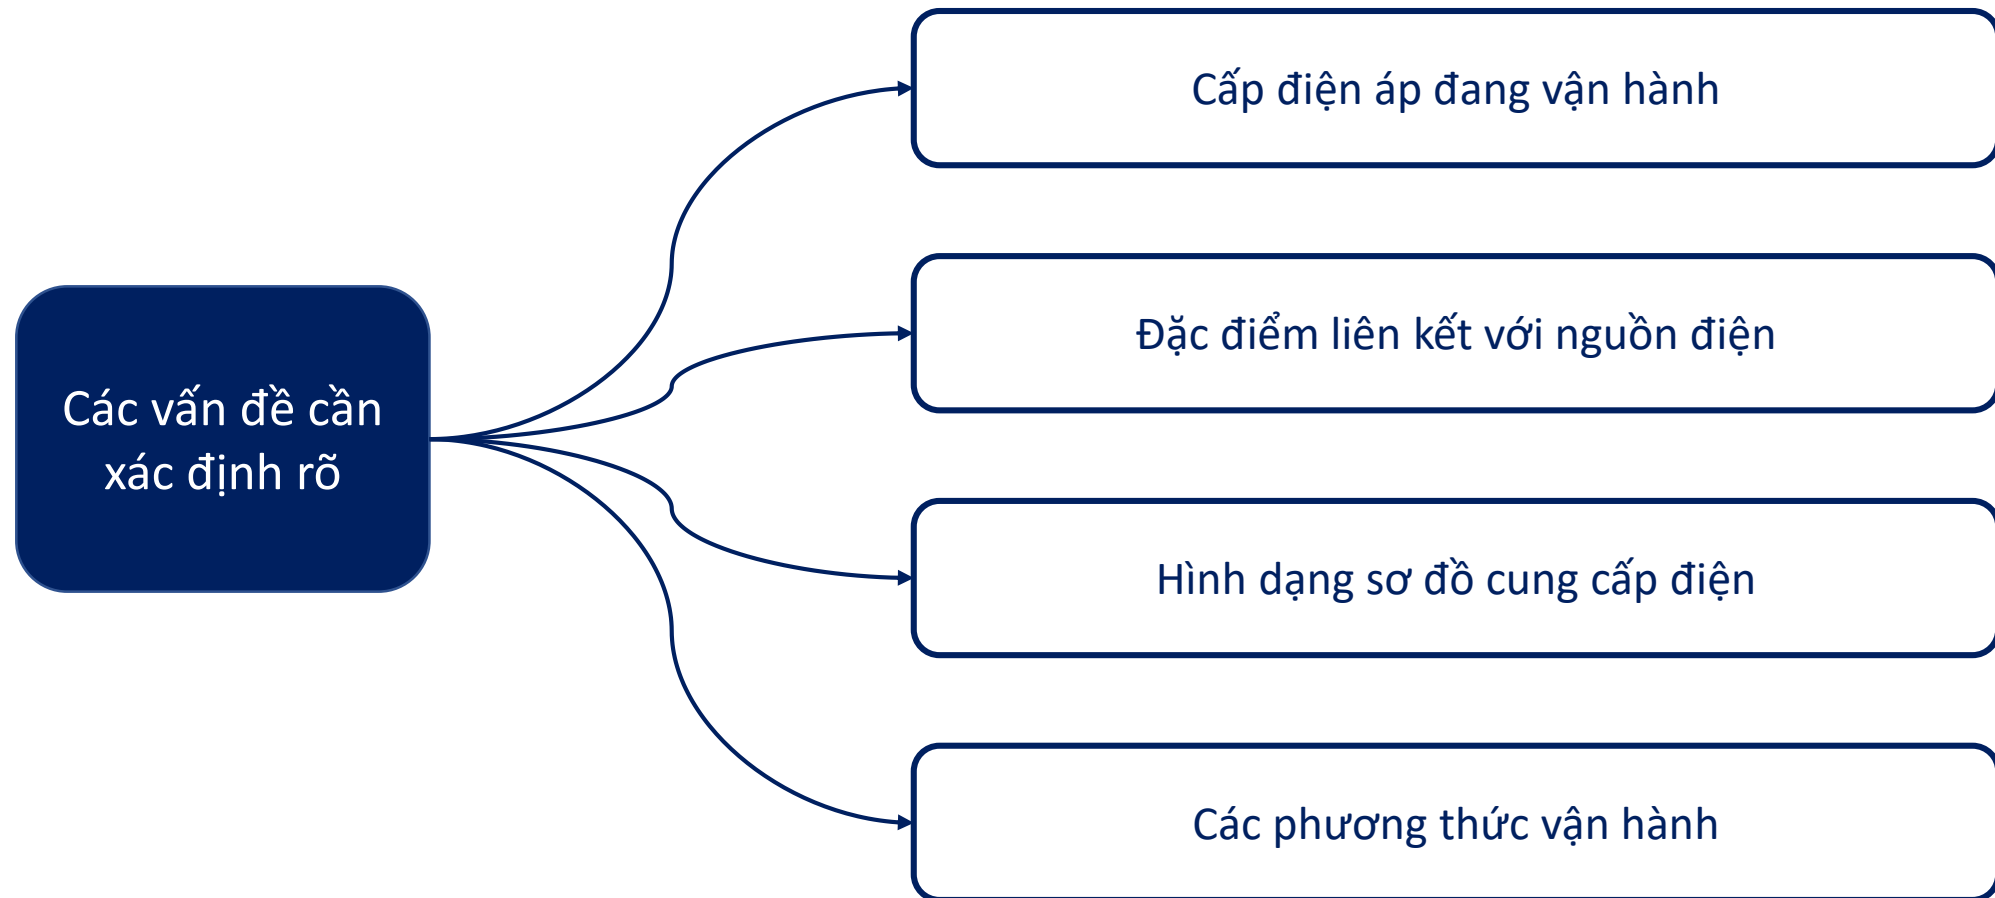 Các vấn đề cần
xác định rõ
Cấp điện áp đang vận hành
Đặc điểm liên kết với nguồn điện
Hình dạng sơ đồ cung cấp điện
Các phương thức vận hành